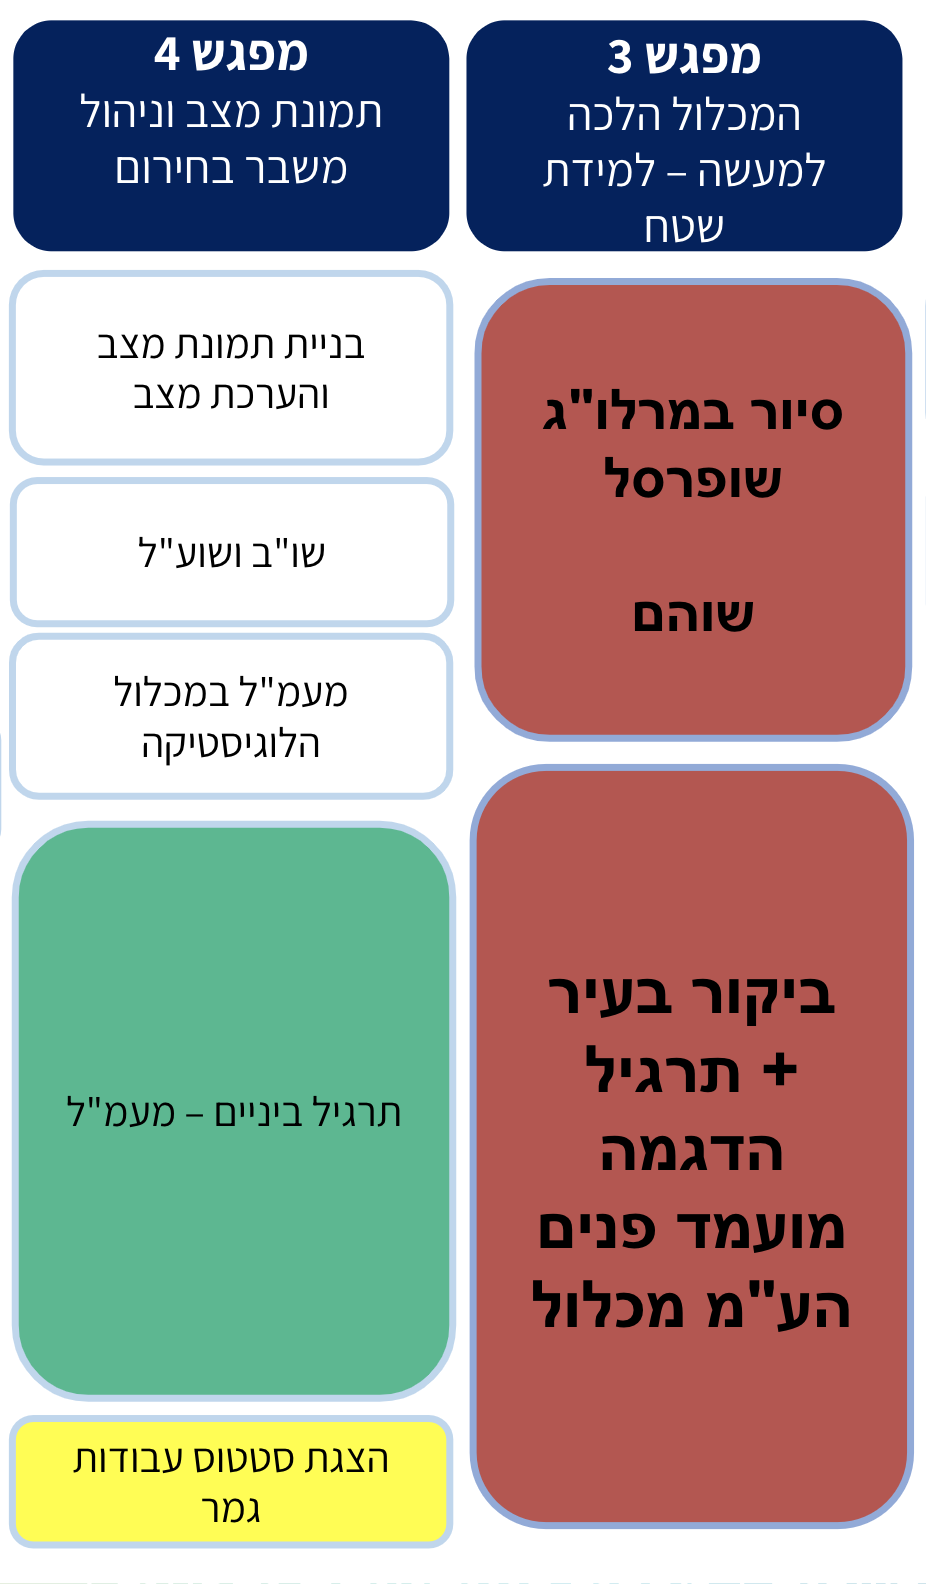 מפגש 3
המכלול הלכה
למעשה – למידת
שטח
סיור במרלו"ג
שופרסל
שוהם
ביקור בעיר
+ תרגיל
הדגמה
מועמד פנים
הע"מ מכלול
מפגש 4
תמונת מצב וניהול
משבר בחירום
בניית תמונת מצב
והערכת מצב
שו"ב ושוע"ל
מעמ"ל במכלול
הלוגיסטיקה
תרגיל ביניים – מעמ"ל
הצגת סטטוס עבודות
גמר